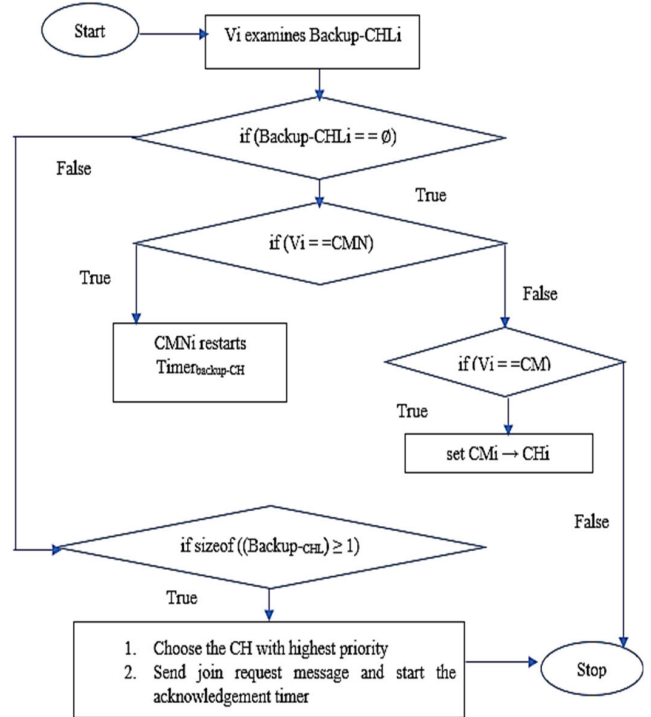 Start
Vi examines Backup-CHLi
if (Backup-CHLi == ∅)
False
True
if (Vi ==CMN)
True
False
CMNi restarts
Timerbackup-CH
if (Vi ==CM)
True
set CMi → CHi
False
if sizeof ((Backup-CHL) ≥ 1)
True
1. Choose the CH with highest priority
2. Send join request message and start the
acknowledgement timer
Stop